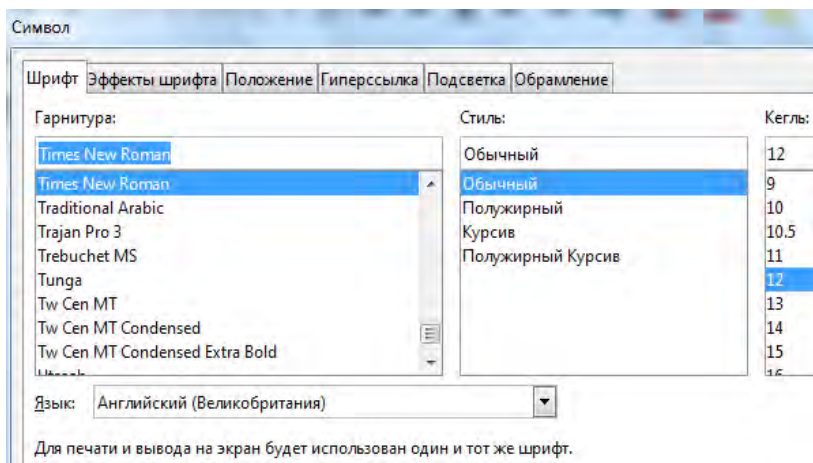 Символ
Шрифт Эффекты шрифта Положение Гиперссылка Подсветка Обрамление
Гарнитура: Стиль: Кегль:
Times New Roman Обычный 12
Times New Roman Обычный 9
Traditional Arabic Полужирный 10
Trajan Pro 3 Курсив 10.5
Trebuchet MS Полужирный Курсив 11
Tunga 12
Tw Cen MT 13
Tw Cen MT Condensed 14
Tw Cen MT Condensed Extra Bold 15
16
Язык: Английский (Великобритания)
Для печати и вывода на экран будет использован один и тот же шрифт.